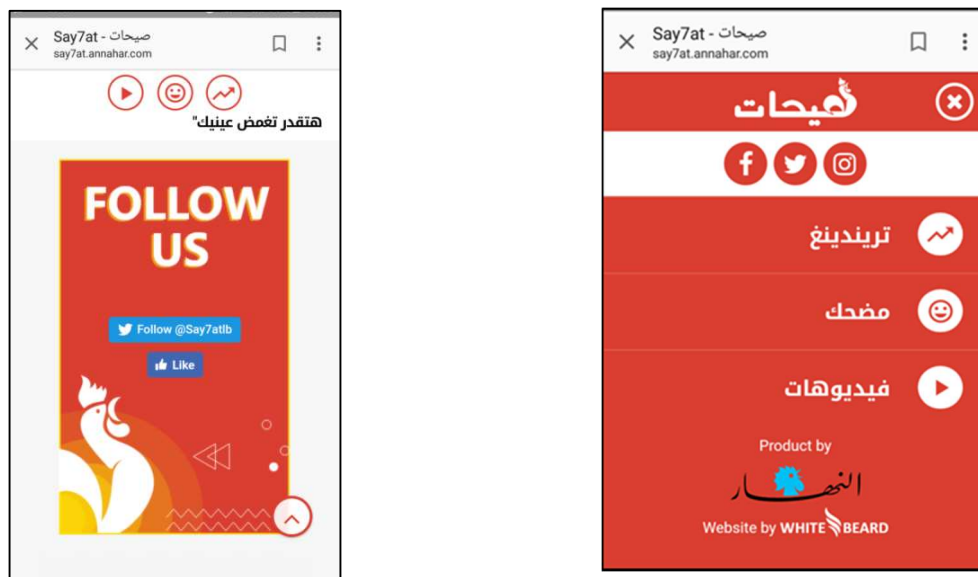 صيحات - Say7at
say7at.annahar.com
هتقدر تغمض عينيك"
FOLLOW
US
Follow @Say7atlb
Like
صيحات - Say7at
say7at.annahar.com
صيحات
تريندينغ
مضحك
فيديوهات
Product by
النهار
Website by WHITE BEARD